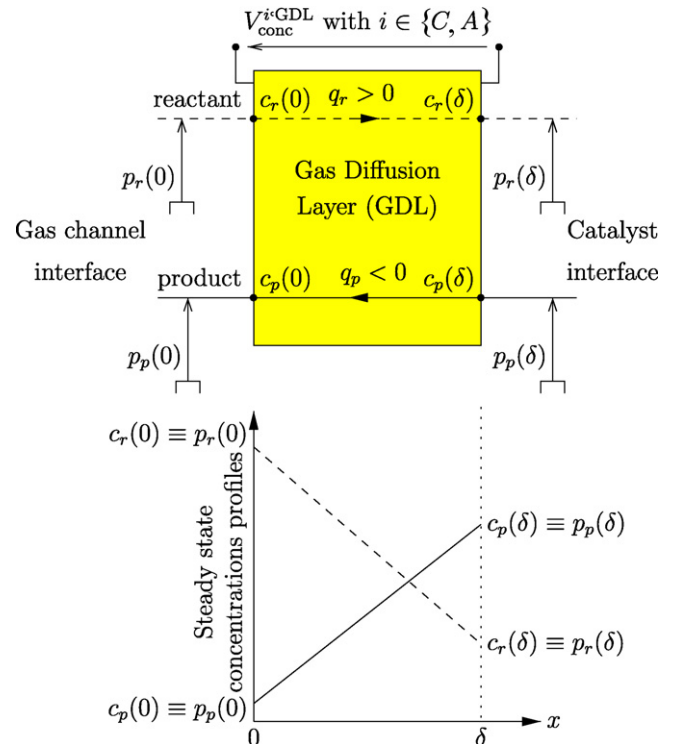 V_conc^{i·GDL} with i ∈ {C, A}
reactant c_r(0) q_r > 0 c_r(δ)
p_r(0) p_r(δ)
Gas Diffusion
Layer (GDL)
Gas channel
interface
Catalyst
interface
product c_p(0) q_p < 0 c_p(δ)
p_p(0) p_p(δ)
c_r(0) ≡ p_r(0)
Steady state
concentrations profiles
c_p(δ) ≡ p_p(δ)
c_r(δ) ≡ p_r(δ)
c_p(0) ≡ p_p(0)
0 δ x